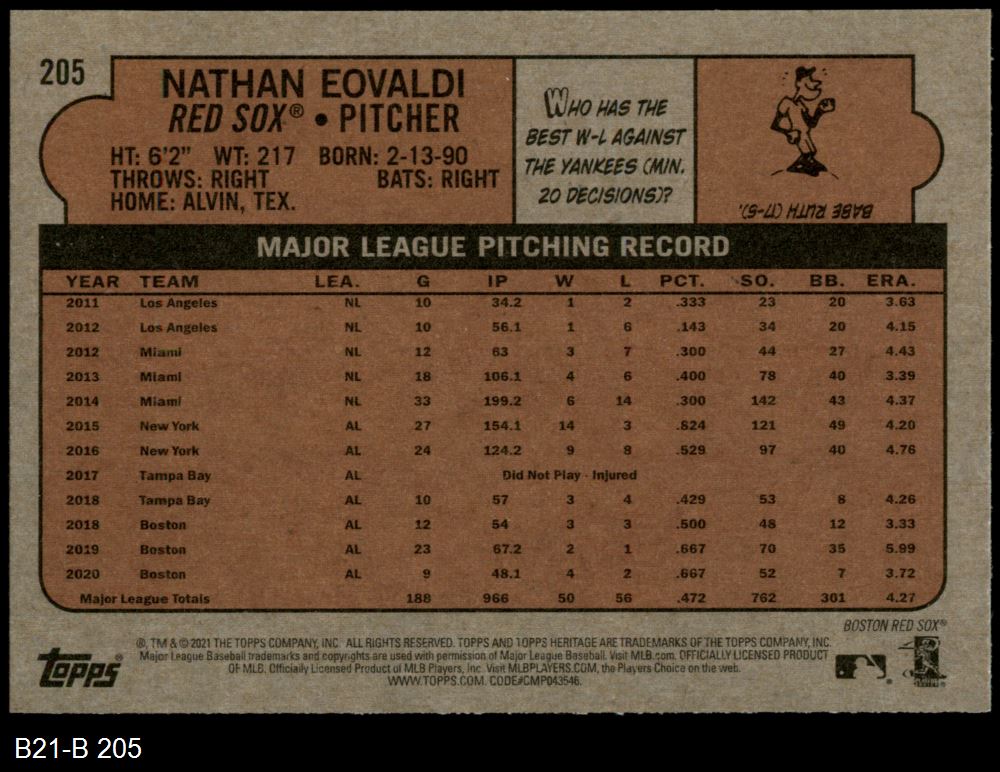 205
NATHAN EOVALDI
RED SOX® • PITCHER
HT: 6'2" WT: 217 BORN: 2-13-90
THROWS: RIGHT BATS: RIGHT
HOME: ALVIN, TEX.
WHO HAS THE
BEST W-L AGAINST
THE YANKEES (MIN.
20 DECISIONS)?
BABE RUTH (17-5).
MAJOR LEAGUE PITCHING RECORD
YEAR TEAM LEA. G IP W L PCT. SO. BB. ERA.
2011 Los Angeles NL 10 34.2 1 2 .333 23 20 3.63
2012 Los Angeles NL 10 56.1 1 6 .143 34 20 4.15
2012 Miami NL 12 63 3 7 .300 44 27 4.43
2013 Miami NL 18 106.1 4 6 .400 78 40 3.39
2014 Miami NL 33 199.2 6 14 .300 142 43 4.37
2015 New York AL 27 154.1 14 3 .824 121 49 4.20
2016 New York AL 24 124.2 9 8 .529 97 40 4.76
2017 Tampa Bay AL Did Not Play - Injured
2018 Tampa Bay AL 10 57 3 4 .429 53 8 4.26
2018 Boston AL 12 54 3 3 .500 48 12 3.33
2019 Boston AL 23 67.2 2 1 .667 70 35 5.99
2020 Boston AL 9 48.1 4 2 .667 52 7 3.72
Major League Totals 188 966 50 56 .472 762 301 4.27
BOSTON RED SOX®
®, TM & © 2021 THE TOPPS COMPANY, INC. ALL RIGHTS RESERVED. TOPPS AND TOPPS HERITAGE ARE TRADEMARKS OF THE TOPPS COMPANY, INC.
Major League Baseball trademarks and copyrights are used with permission of Major League Baseball. Visit MLB.com. OFFICIALLY LICENSED PRODUCT
OF MLB. Officially Licensed Product of MLB Players, Inc. Visit MLBPLAYERS.COM, the Players Choice on the web.
WWW.TOPPS.COM. CODE#CMP043546.
topps®
B21-B 205